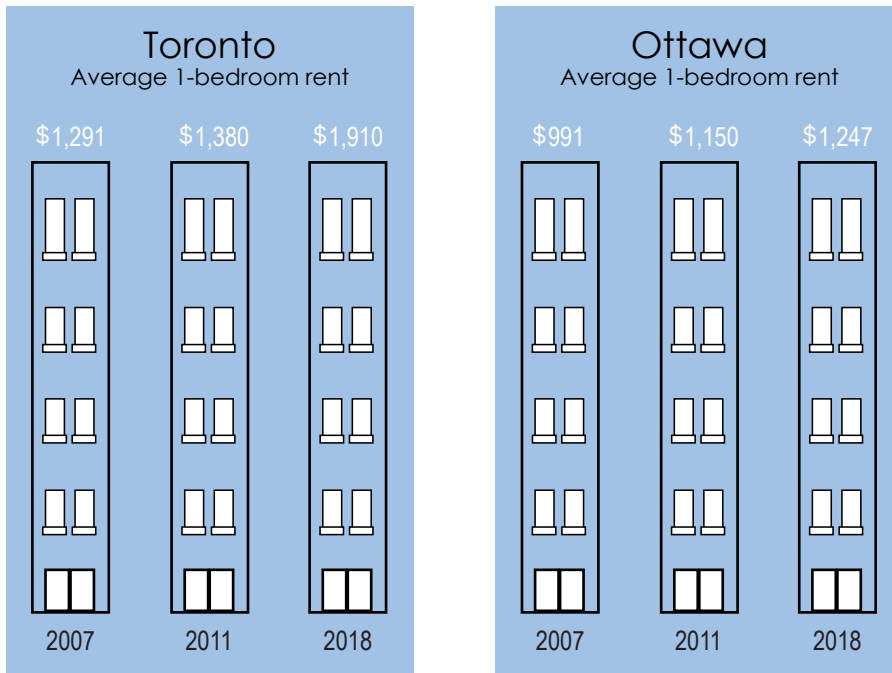 Toronto
Average 1-bedroom rent
$1,291 $1,380 $1,910
2007 2011 2018
Ottawa
Average 1-bedroom rent
$991 $1,150 $1,247
2007 2011 2018